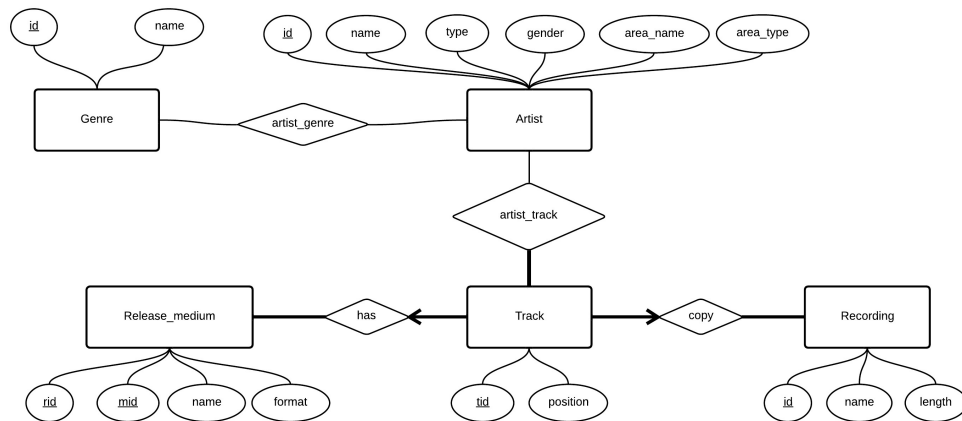 id
name
id
name
type
gender
area_name
area_type
Genre
artist_genre
Artist
artist_track
Release_medium
has
Track
copy
Recording
rid
mid
name
format
tid
position
id
name
length